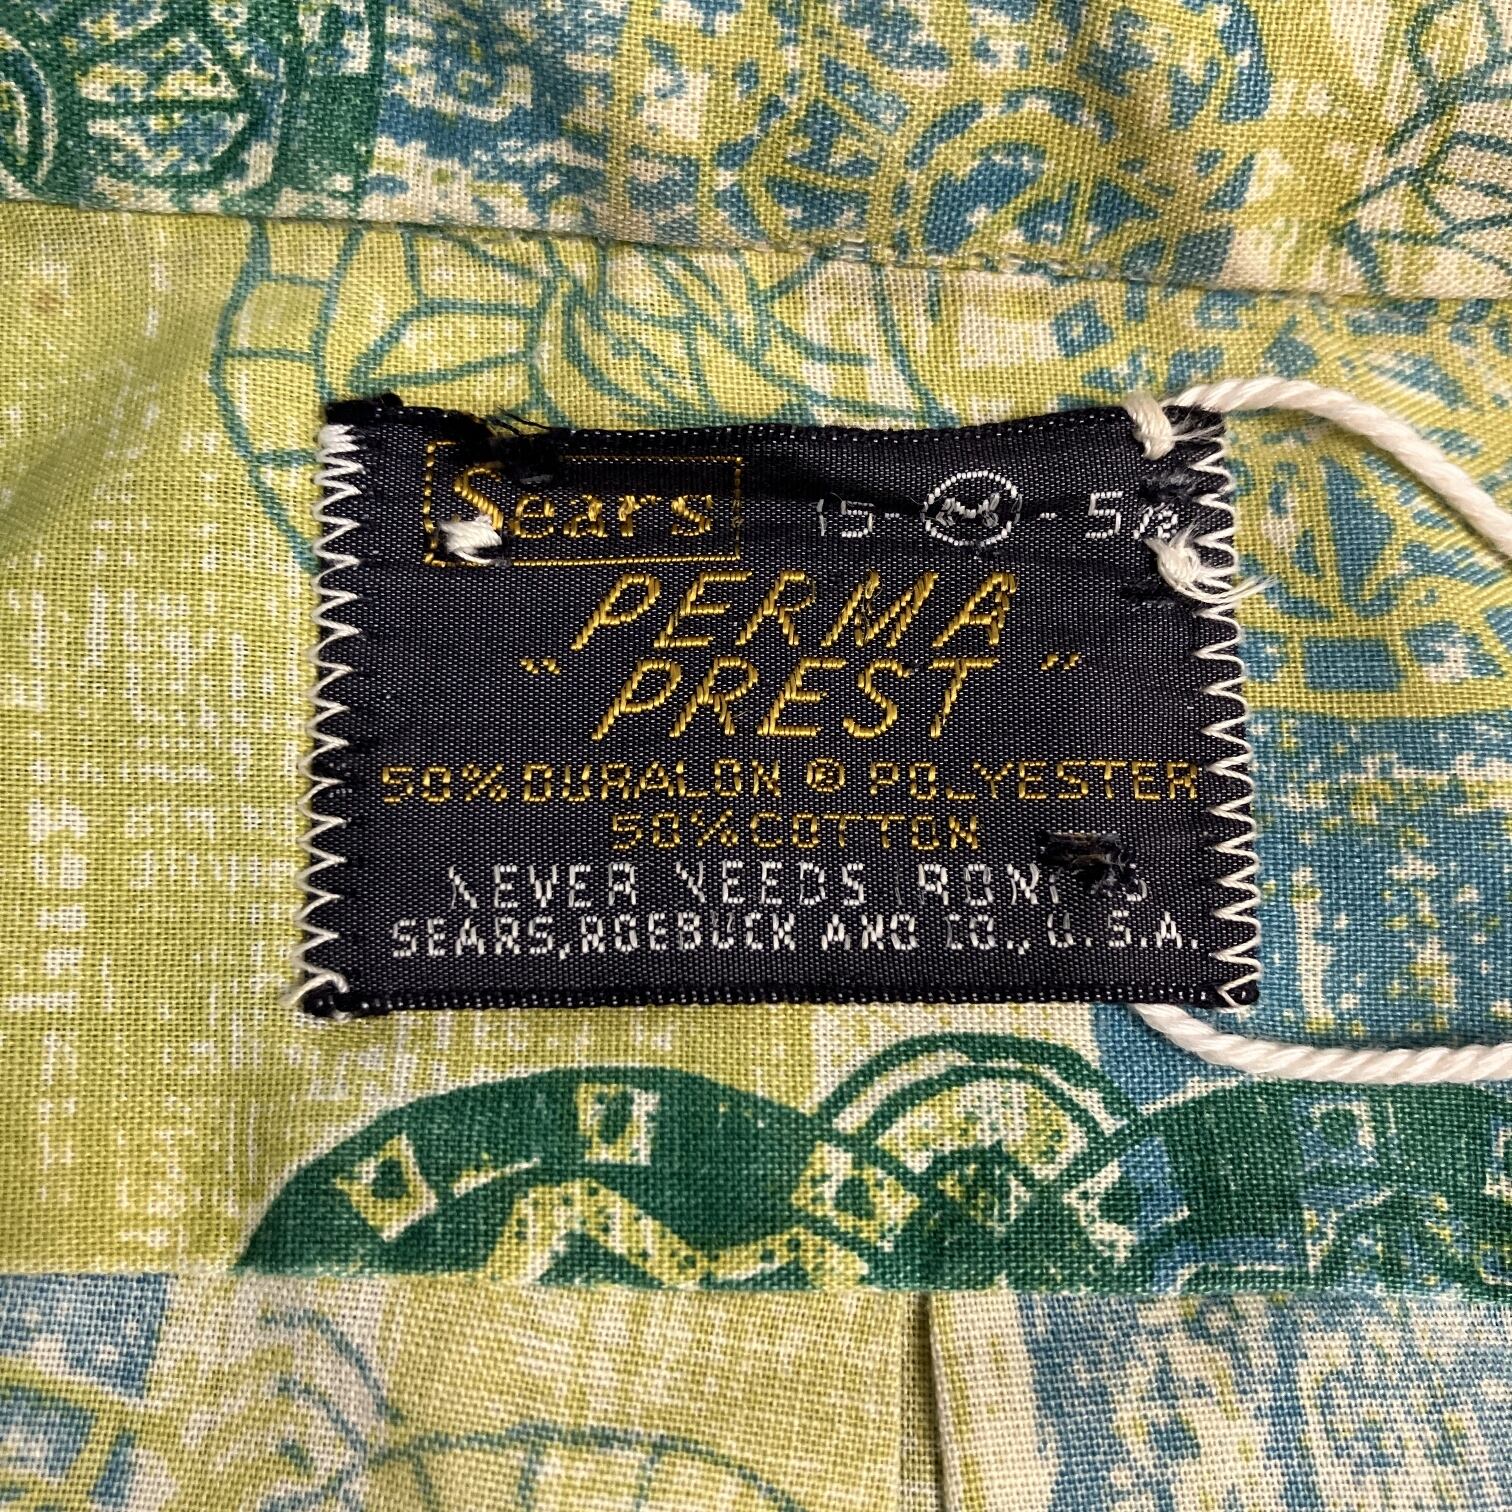 Sears 15-M-5½
PERMA
"PREST"
50% DURALON ® POLYESTER
50% COTTON
NEVER NEEDS IRONING
SEARS, ROEBUCK AND CO., U.S.A.